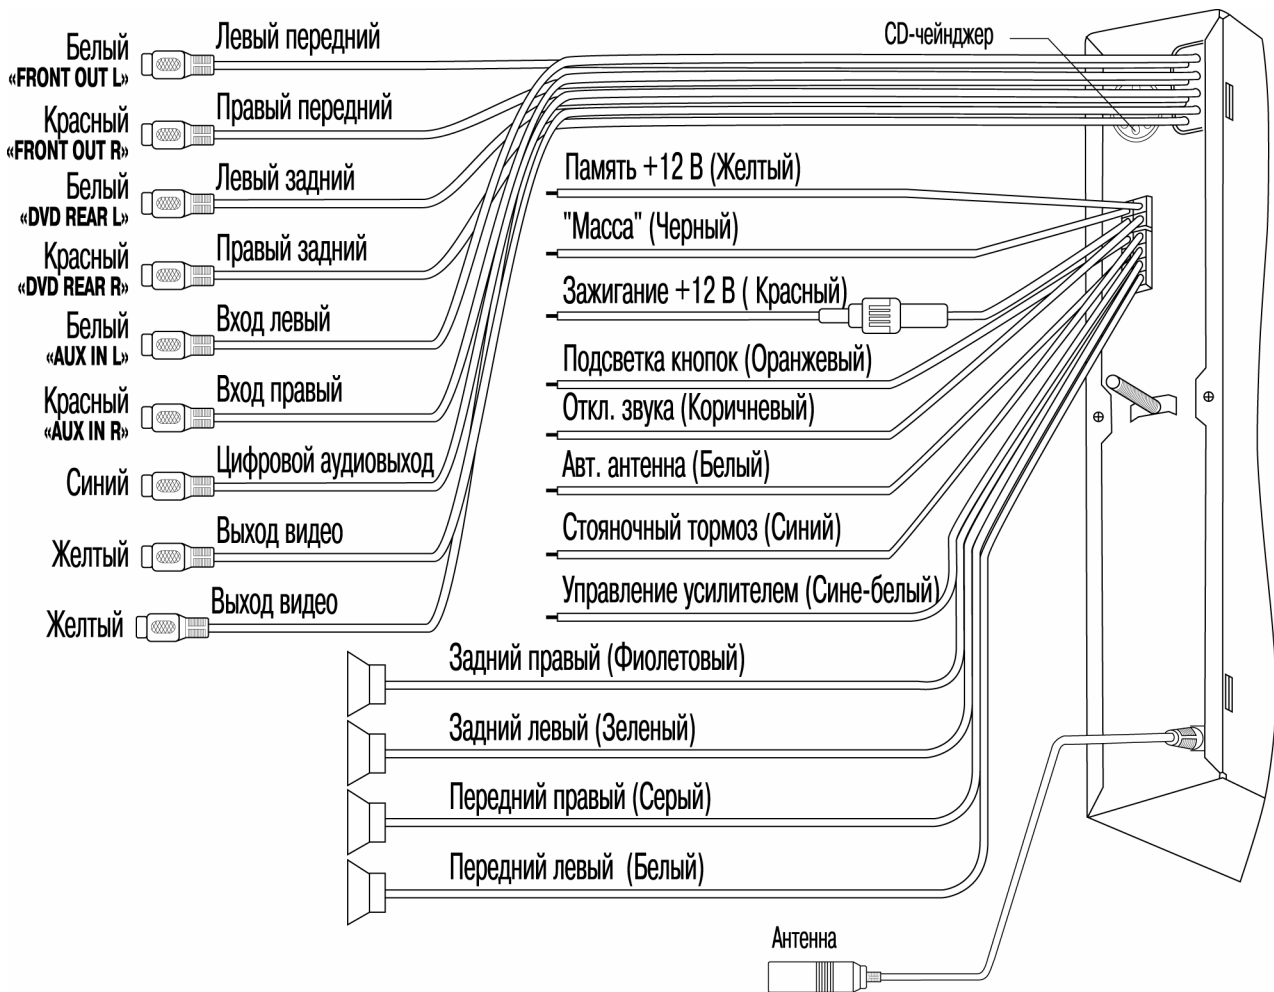 CD-чейнджер
Белый
«FRONT OUT L»
Левый передний
Красный
«FRONT OUT R»
Правый передний
Белый
«DVD REAR L»
Левый задний
Красный
«DVD REAR R»
Правый задний
Белый
«AUX IN L»
Вход левый
Красный
«AUX IN R»
Вход правый
Синий
Цифровой аудиовыход
Желтый
Выход видео
Желтый
Выход видео
Память +12 В (Желтый)
"Масса" (Черный)
Зажигание +12 В ( Красный)
Подсветка кнопок (Оранжевый)
Откл. звука (Коричневый)
Авт. антенна (Белый)
Стояночный тормоз (Синий)
Управление усилителем (Сине-белый)
Задний правый (Фиолетовый)
Задний левый (Зеленый)
Передний правый (Серый)
Передний левый (Белый)
Антенна